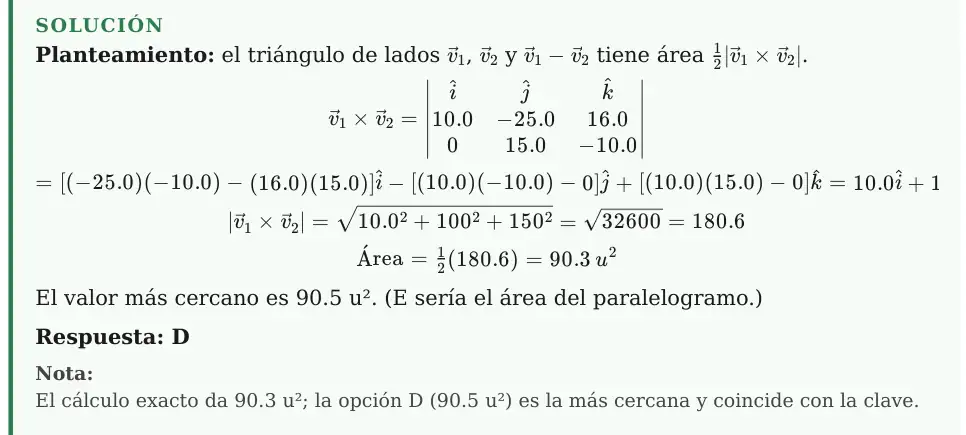 SOLUCIÓN
Planteamiento: el triángulo de lados v⃗₁, v⃗₂ y v⃗₁ − v⃗₂ tiene área ½|v⃗₁ × v⃗₂|.
v⃗₁ × v⃗₂ = | î ĵ k̂ |
| 10.0 −25.0 16.0 |
| 0 15.0 −10.0 |
= [(−25.0)(−10.0) − (16.0)(15.0)]î − [(10.0)(−10.0) − 0]ĵ + [(10.0)(15.0) − 0]k̂ = 10.0î + 1
|v⃗₁ × v⃗₂| = √(10.0² + 100² + 150²) = √32600 = 180.6
Área = ½(180.6) = 90.3 u²
El valor más cercano es 90.5 u². (E sería el área del paralelogramo.)
Respuesta: D
Nota:
El cálculo exacto da 90.3 u²; la opción D (90.5 u²) es la más cercana y coincide con la clave.